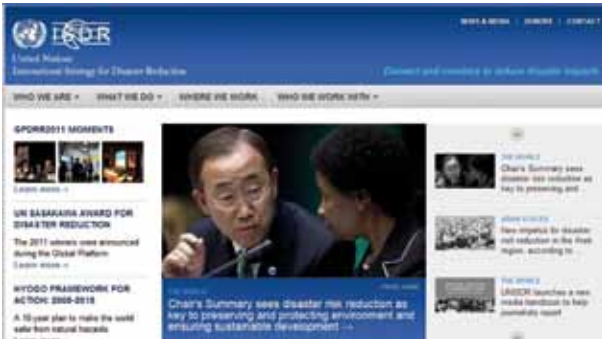 NEWS & MEDIA | DONORS | CONTACT
ISDR
United Nations
International Strategy for Disaster Reduction
Connect and convince to reduce disaster impacts
WHO WE ARE
WHAT WE DO
WHERE WE WORK
WHO WE WORK WITH
GPDRR2011 MOMENTS
Learn more
UN SASAKAWA AWARD FOR
DISASTER REDUCTION
The 2011 winners were announced
during the Global Platform
Learn more
HYOGO FRAMEWORK FOR
ACTION: 2005-2015
A 10-year plan to make the world
safer from natural hazards
THE WORLD
Chair's Summary sees disaster risk reduction as
key to preserving and protecting environment and
ensuring sustainable development
THE WORLD
Chair's Summary sees
disaster risk reduction as
key to preserving and
ARAB STATES
New impetus for disaster
risk reduction in the Arab
region, according to
THE WORLD
UNISDR launches a new
media handbook to help
journalists report